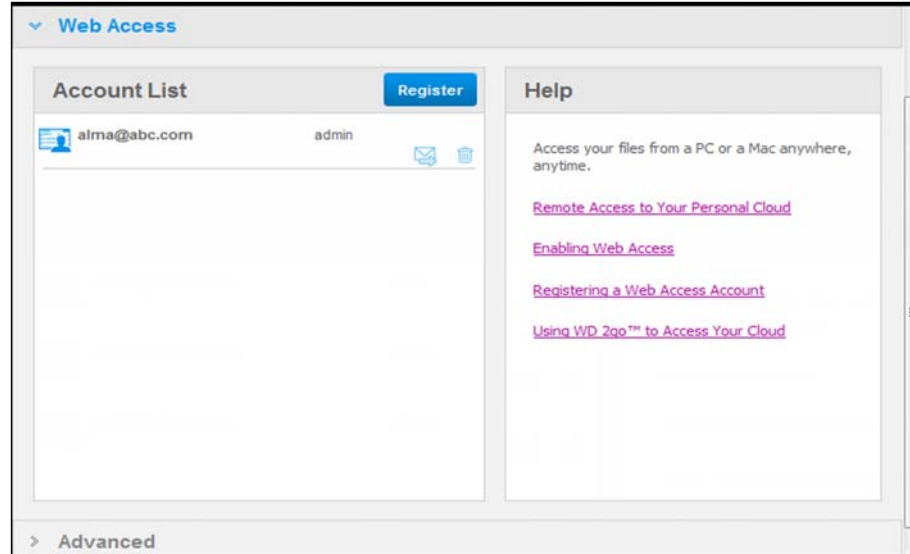 Web Access
Account List
Register
alma@abc.com admin
Help
Access your files from a PC or a Mac anywhere,
anytime.
Remote Access to Your Personal Cloud
Enabling Web Access
Registering a Web Access Account
Using WD 2go™ to Access Your Cloud
Advanced